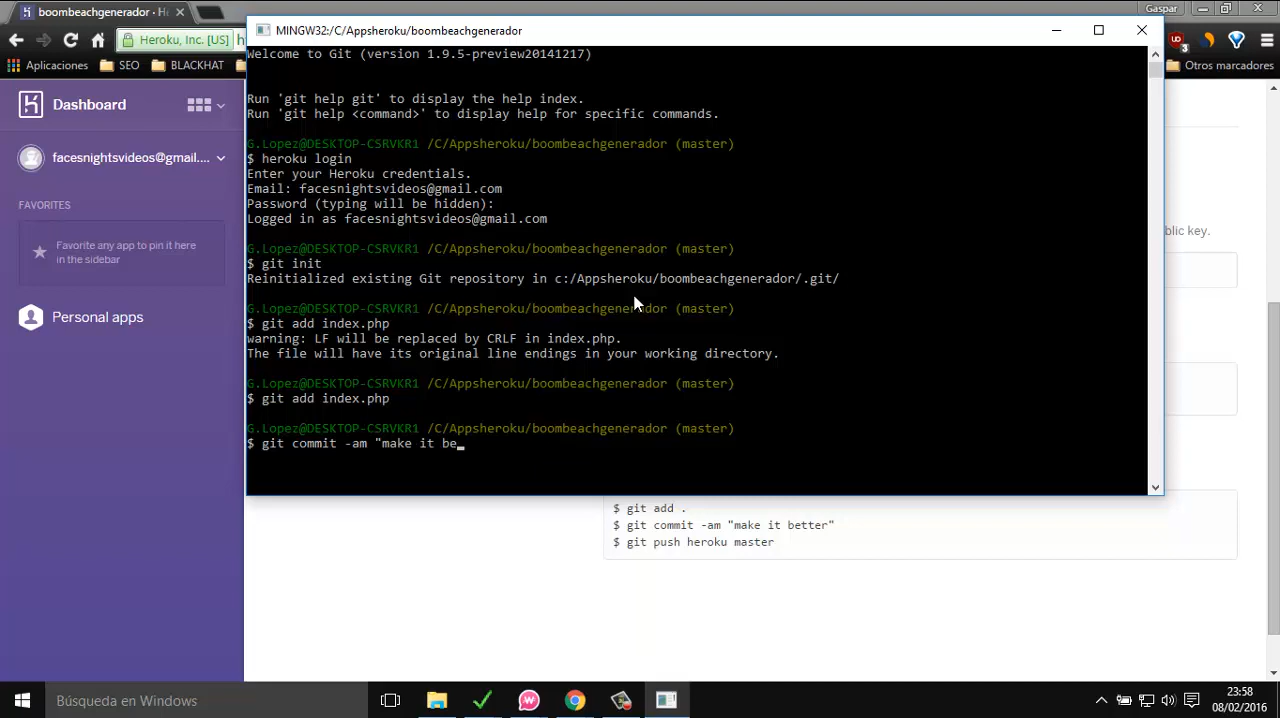 boombeachgenerador · H
Gaspar
Heroku, Inc. [US]
Aplicaciones
SEO
BLACKHAT
3
Otros marcadores
MINGW32:/C/Appsheroku/boombeachgenerador
Welcome to Git (version 1.9.5-preview20141217)
Run 'git help git' to display the help index.
Run 'git help <command>' to display help for specific commands.
G.Lopez@DESKTOP-CSRVKR1 /C/Appsheroku/boombeachgenerador (master)
$ heroku login
Enter your Heroku credentials.
Email: facesnightsvideos@gmail.com
Password (typing will be hidden):
Logged in as facesnightsvideos@gmail.com
G.Lopez@DESKTOP-CSRVKR1 /C/Appsheroku/boombeachgenerador (master)
$ git init
Reinitialized existing Git repository in c:/Appsheroku/boombeachgenerador/.git/
G.Lopez@DESKTOP-CSRVKR1 /C/Appsheroku/boombeachgenerador (master)
$ git add index.php
warning: LF will be replaced by CRLF in index.php.
The file will have its original line endings in your working directory.
G.Lopez@DESKTOP-CSRVKR1 /C/Appsheroku/boombeachgenerador (master)
$ git add index.php
G.Lopez@DESKTOP-CSRVKR1 /C/Appsheroku/boombeachgenerador (master)
$ git commit -am "make it be_
Dashboard
facesnightsvideos@gmail....
FAVORITES
Favorite any app to pin it here
in the sidebar
Personal apps
blic key.
$ git add .
$ git commit -am "make it better"
$ git push heroku master
Búsqueda en Windows
23:58
08/02/2016